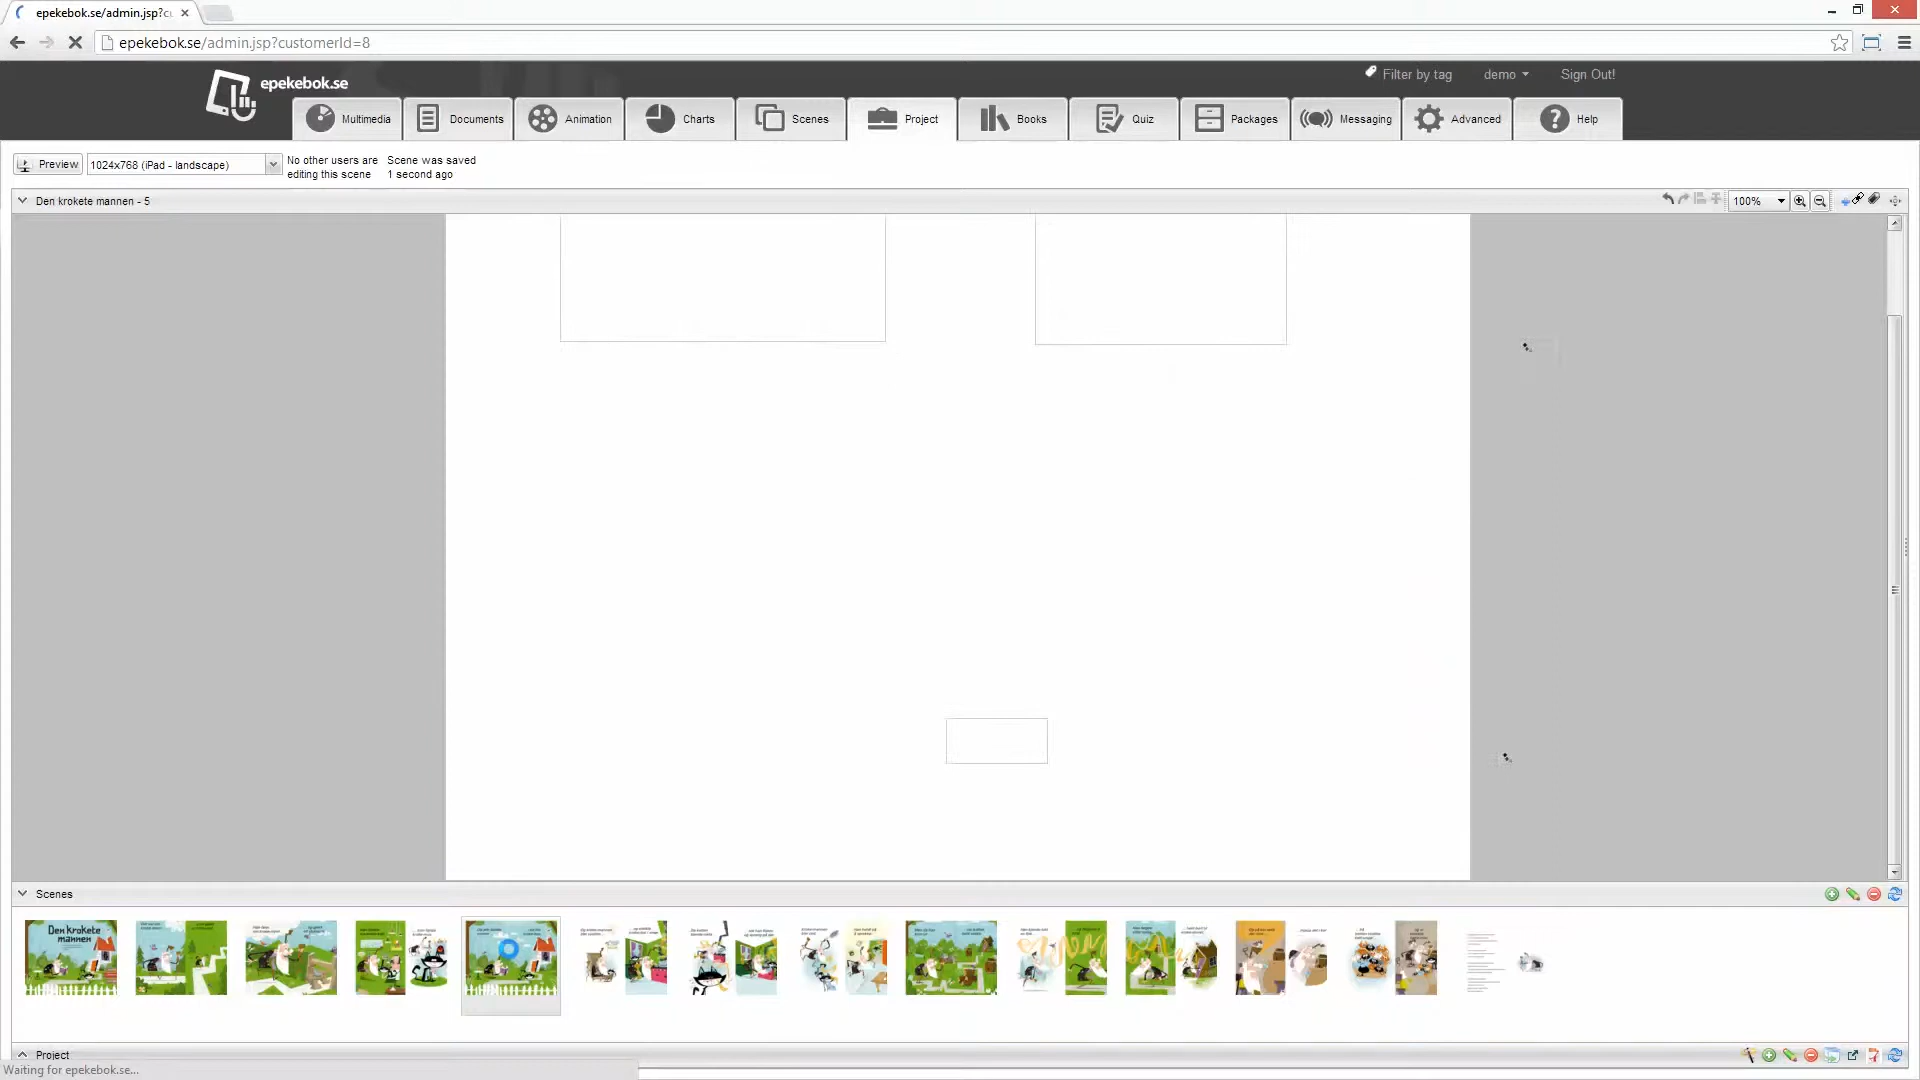 epekebok.se/admin.jsp?cu
epekebok.se/admin.jsp?customerId=8
epekebok.se
Filter by tag
demo
Sign Out!
Multimedia
Documents
Animation
Charts
Scenes
Project
Books
Quiz
Packages
Messaging
Advanced
Help
Preview
1024x768 (iPad - landscape)
No other users are
editing this scene
Scene was saved
1 second ago
Den krokete mannen - 5
100%
Scenes
Den krokete
mannen
Project
Waiting for epekebok.se...